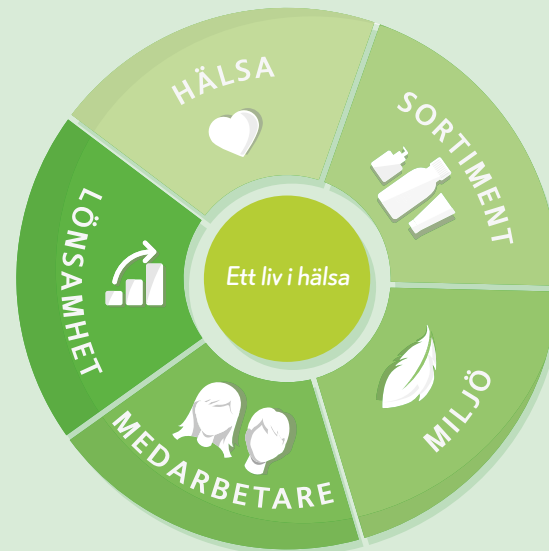 HÄLSA
SORTIMENT
MILJÖ
MEDARBETARE
LÖNSAMHET
Ett liv i hälsa